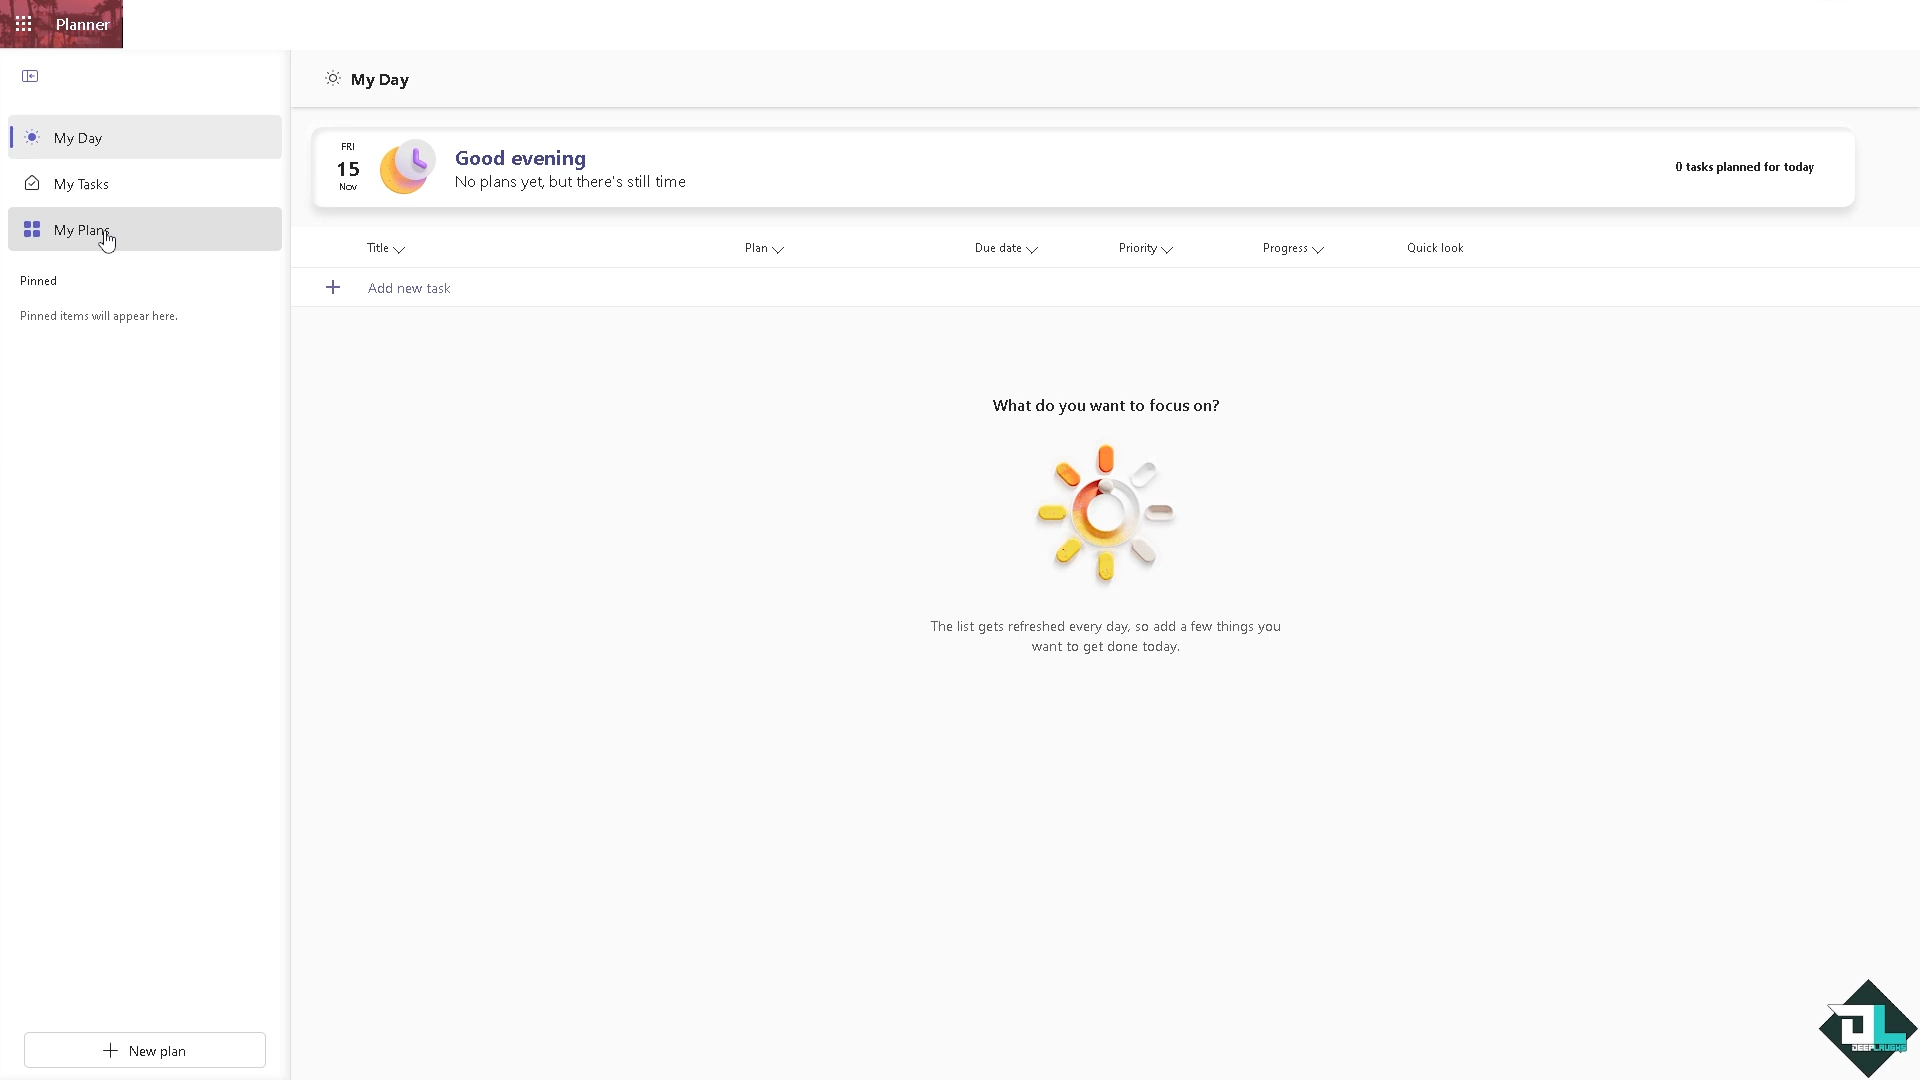 Planner
My Day
My Day
FRI
15
Nov
Good evening
No plans yet, but there's still time
0 tasks planned for today
My Tasks
My Plans
Title
Plan
Due date
Priority
Progress
Quick look
Add new task
Pinned
Pinned items will appear here.
What do you want to focus on?
The list gets refreshed every day, so add a few things you
want to get done today.
New plan
DL
DEEPLAUGHS